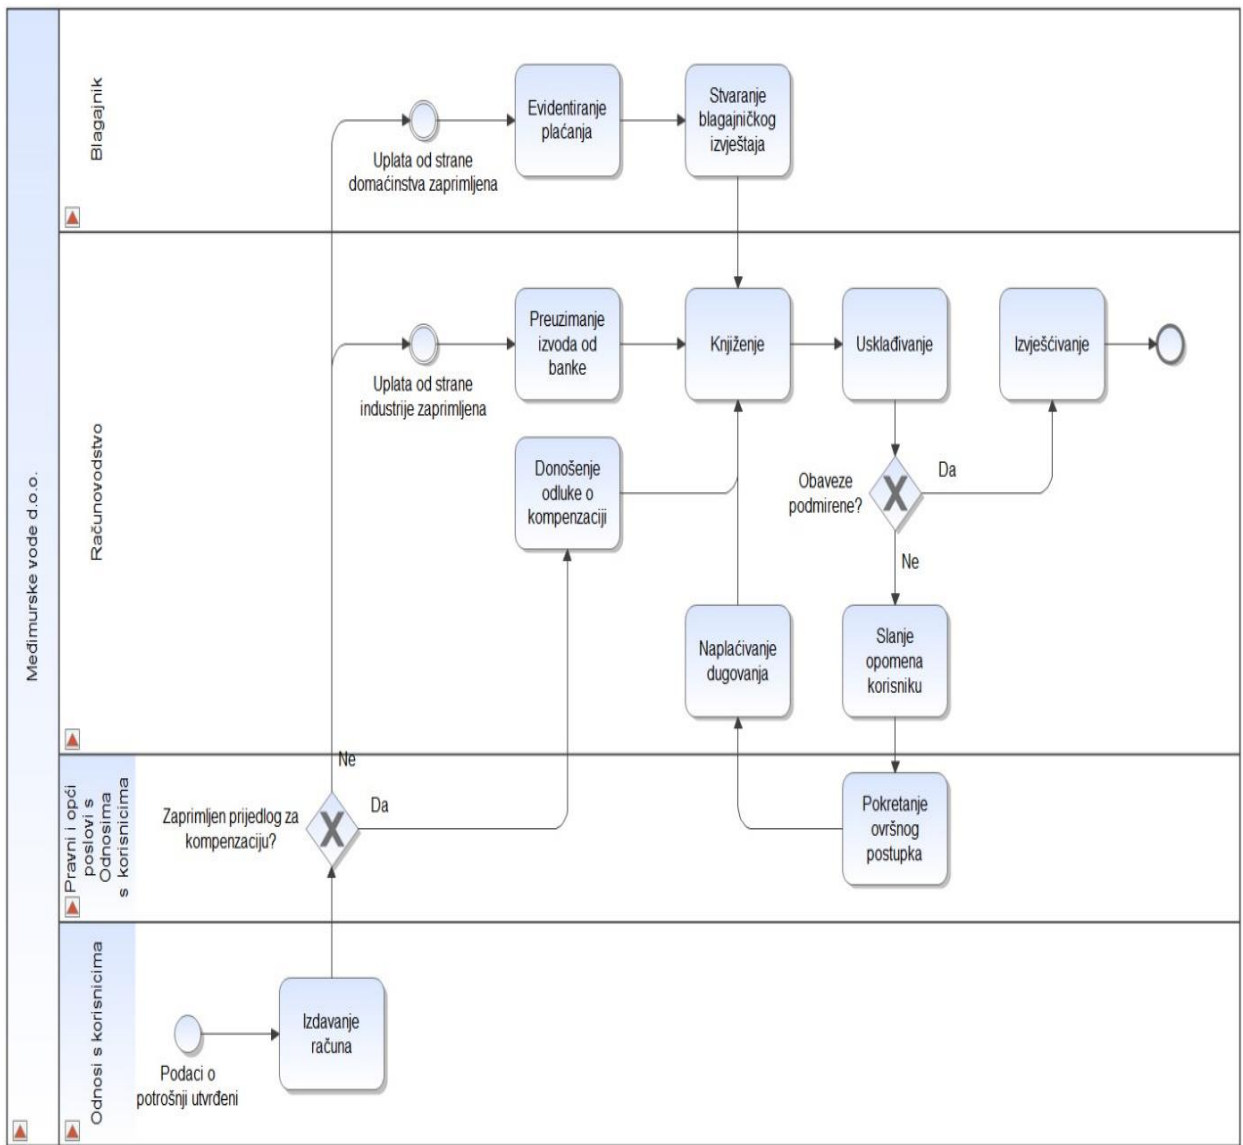 Međimurske vode d.o.o.
Blagajnik
Uplata od strane
domaćinstva zaprimljena
Evidentiranje
plaćanja
Stvaranje
blagajničkog
izvještaja
Računovodstvo
Uplata od strane
industrije zaprimljena
Preuzimanje
izvoda od
banke
Knjiženje
Usklađivanje
Izvješćivanje
Donošenje
odluke o
kompenzaciji
Obaveze
podmirene?
Da
Ne
Naplaćivanje
dugovanja
Slanje
opomena
korisniku
Pravni i opći
poslovi s
Odnosima
s korisnicima
Ne
Zaprimljen prijedlog za
kompenzaciju?
Da
Pokretanje
ovršnog
postupka
Odnosi s korisnicima
Podaci o
potrošnji utvrđeni
Izdavanje
računa